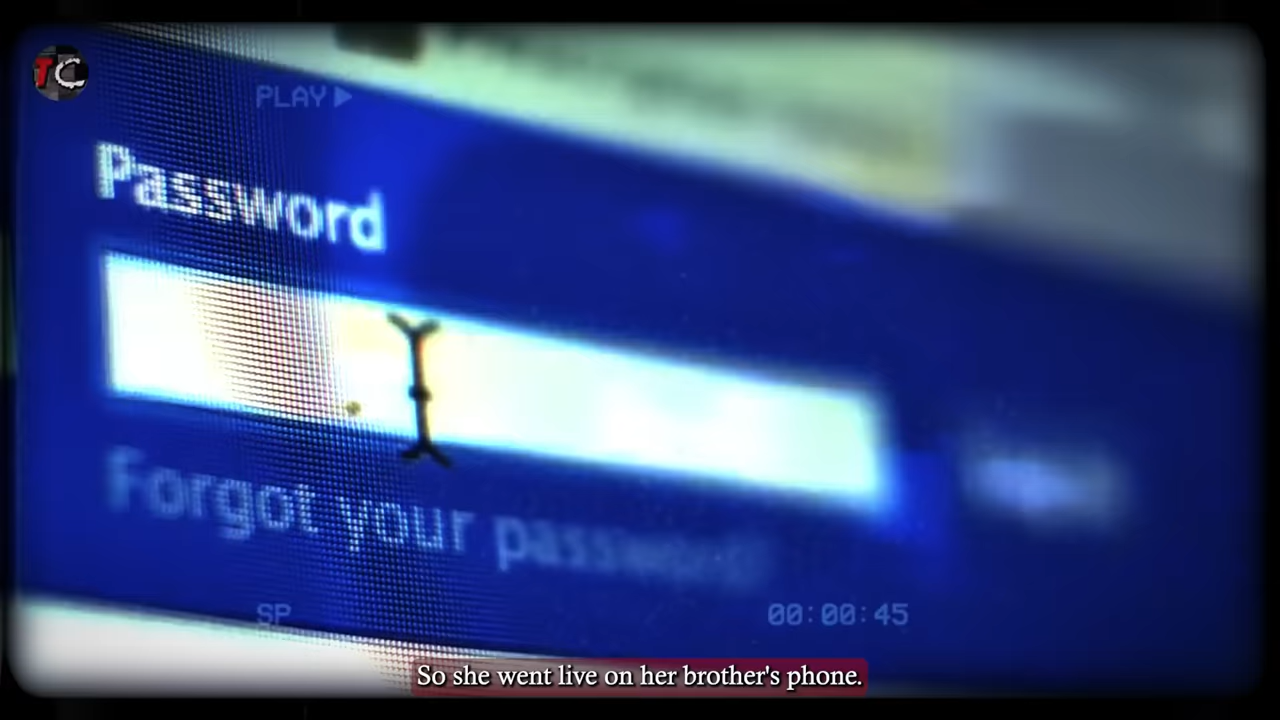 TC
PLAY
Password
Forgot your password
SP
00:00:45
So she went live on her brother's phone.